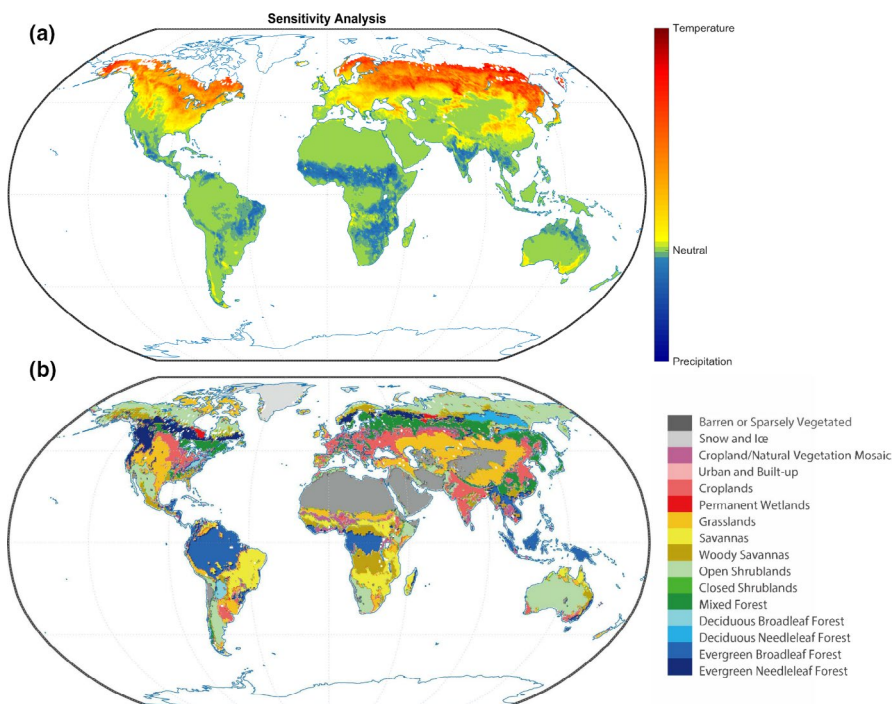 Sensitivity Analysis
(a)
Temperature
Neutral
Precipitation
(b)
Barren or Sparsely Vegetated
Snow and Ice
Cropland/Natural Vegetation Mosaic
Urban and Built-up
Croplands
Permanent Wetlands
Grasslands
Savannas
Woody Savannas
Open Shrublands
Closed Shrublands
Mixed Forest
Deciduous Broadleaf Forest
Deciduous Needleleaf Forest
Evergreen Broadleaf Forest
Evergreen Needleleaf Forest